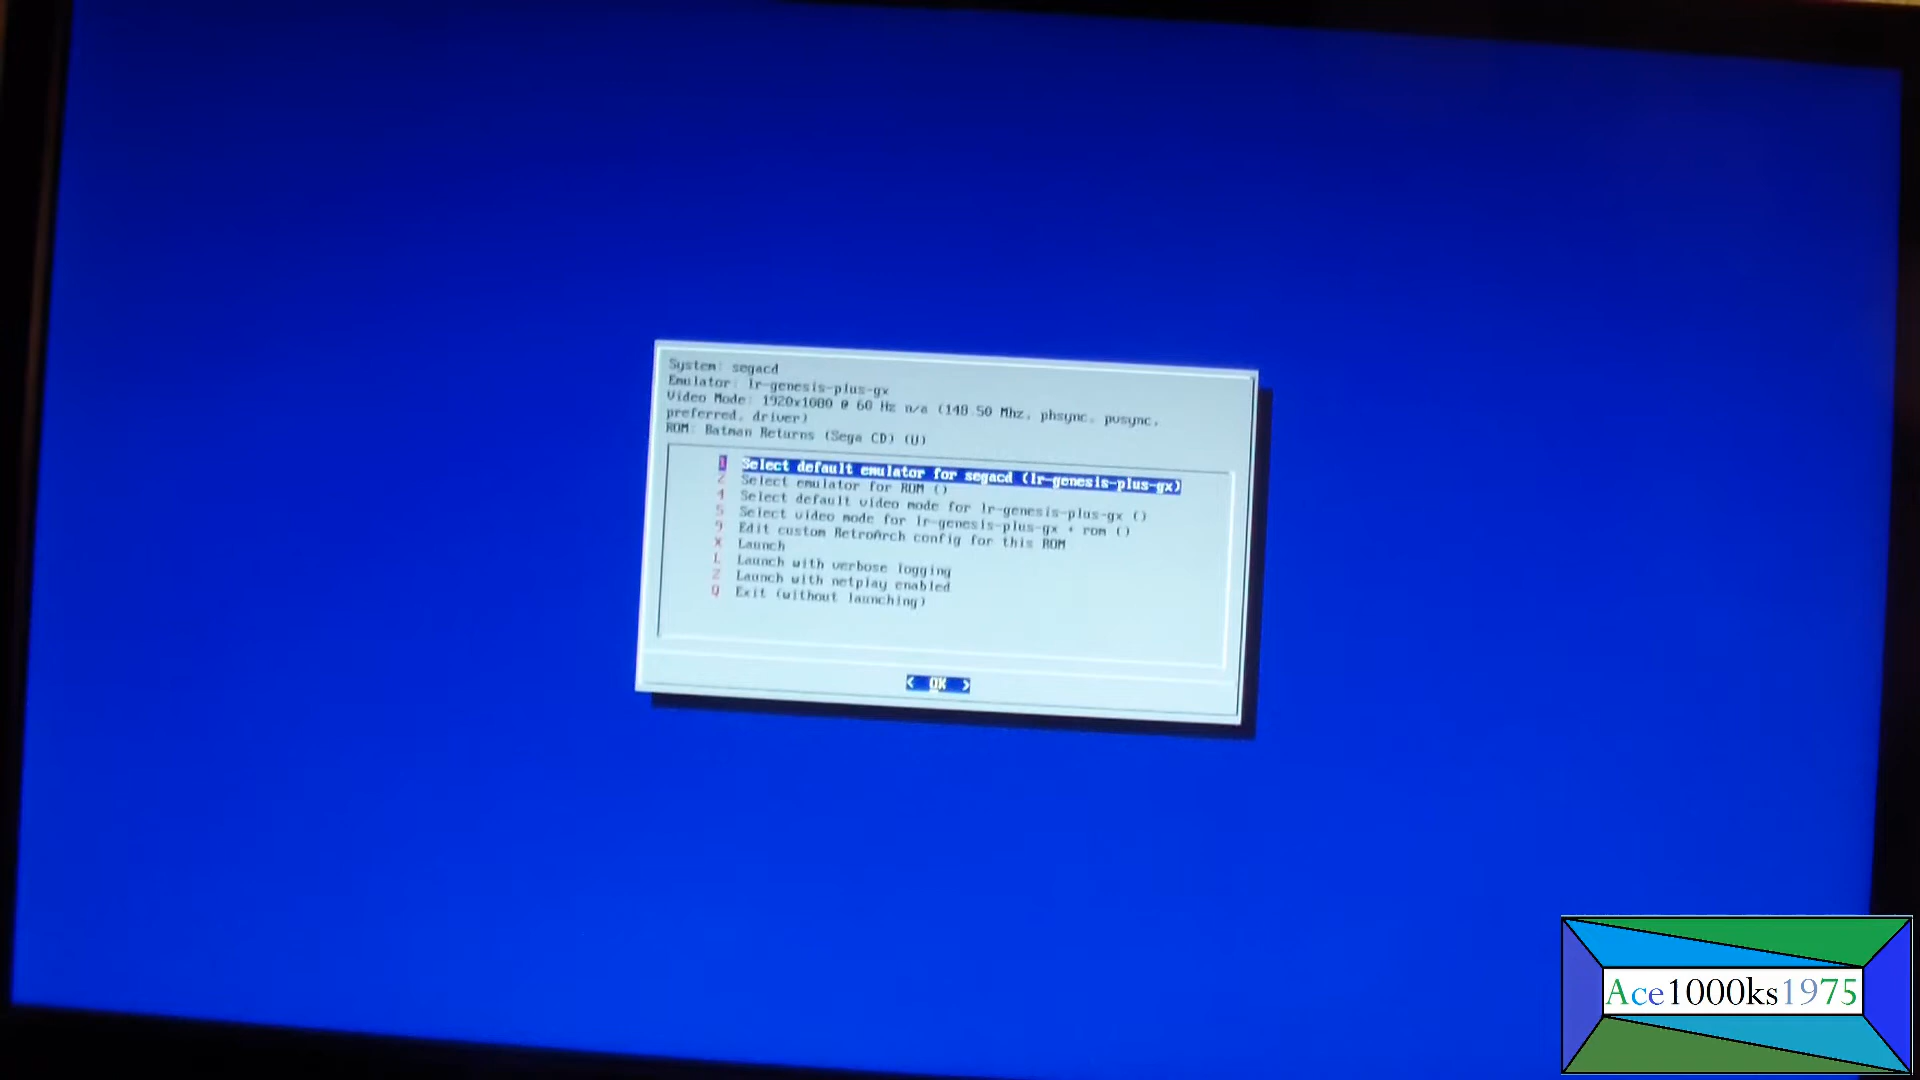 System: segacd
Emulator: lr-genesis-plus-gx
Video Mode: 1920x1080 @ 60 Hz n/a (148.50 Mhz, phsync, pvsync,
preferred, driver)
ROM: Batman Returns (Sega CD) (U)
1 Select default emulator for segacd (lr-genesis-plus-gx)
2 Select emulator for ROM ()
4 Select default video mode for lr-genesis-plus-gx ()
5 Select video mode for lr-genesis-plus-gx + rom ()
9 Edit custom RetroArch config for this ROM
X Launch
L Launch with verbose logging
Z Launch with netplay enabled
Q Exit (without launching)
< OK >
Ace1000ks1975